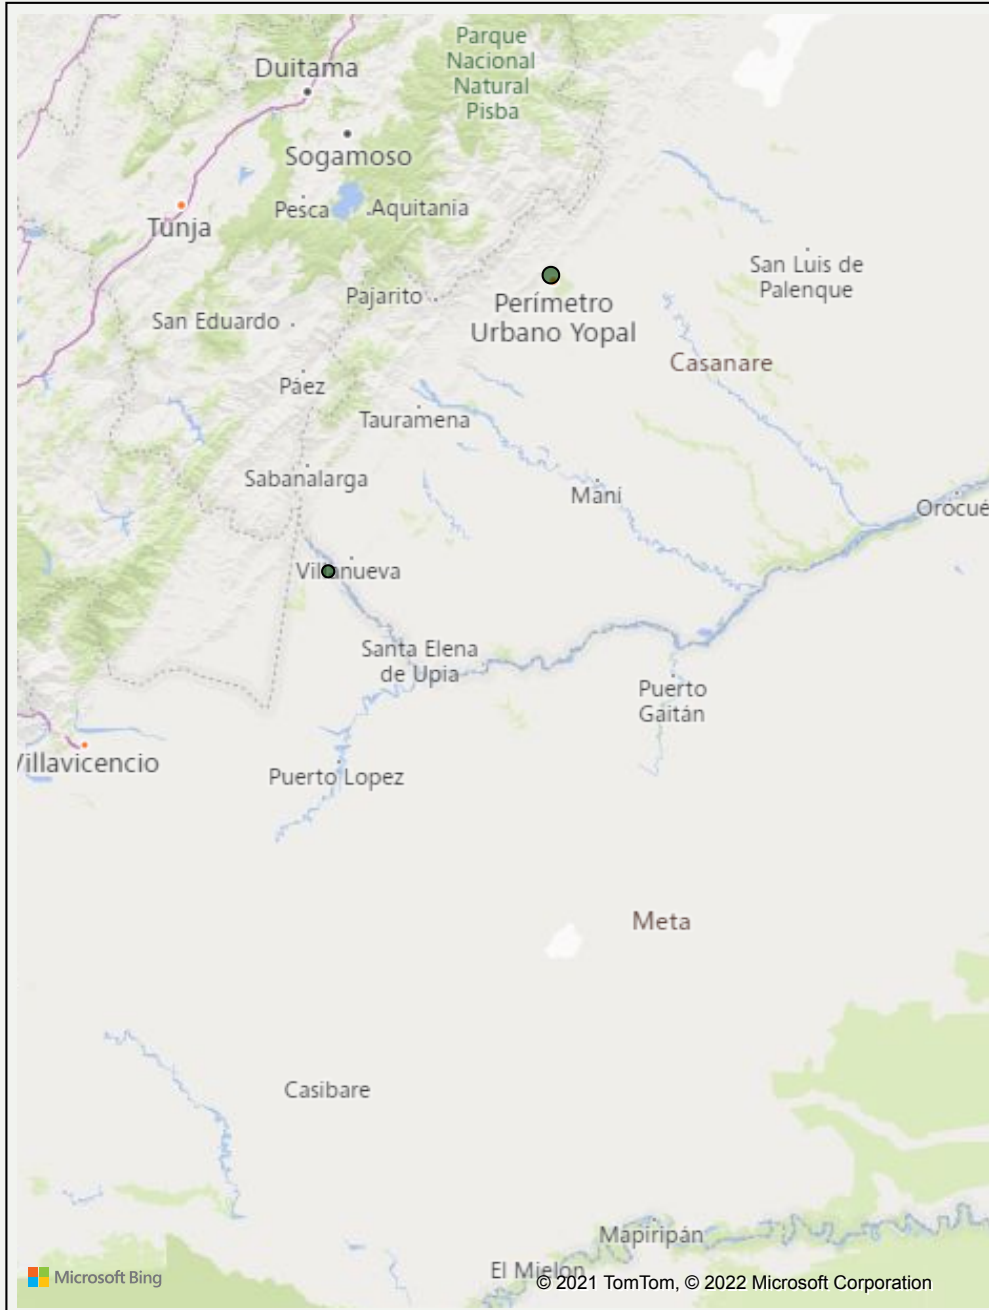 Parque
Nacional
Natural
Pisba
Duitama
Sogamoso
Pesca
Aquitania
Tunja
San Luis de
Palenque
Pajarito
Perímetro
Urbano Yopal
San Eduardo
Casanare
Páez
Tauramena
Sabanalarga
Maní
Orocué
Villanueva
Santa Elena
de Upia
Puerto
Gaitán
Villavicencio
Puerto Lopez
Meta
Casibare
Mapiripán
El Mielon
Microsoft Bing
© 2021 TomTom, © 2022 Microsoft Corporation